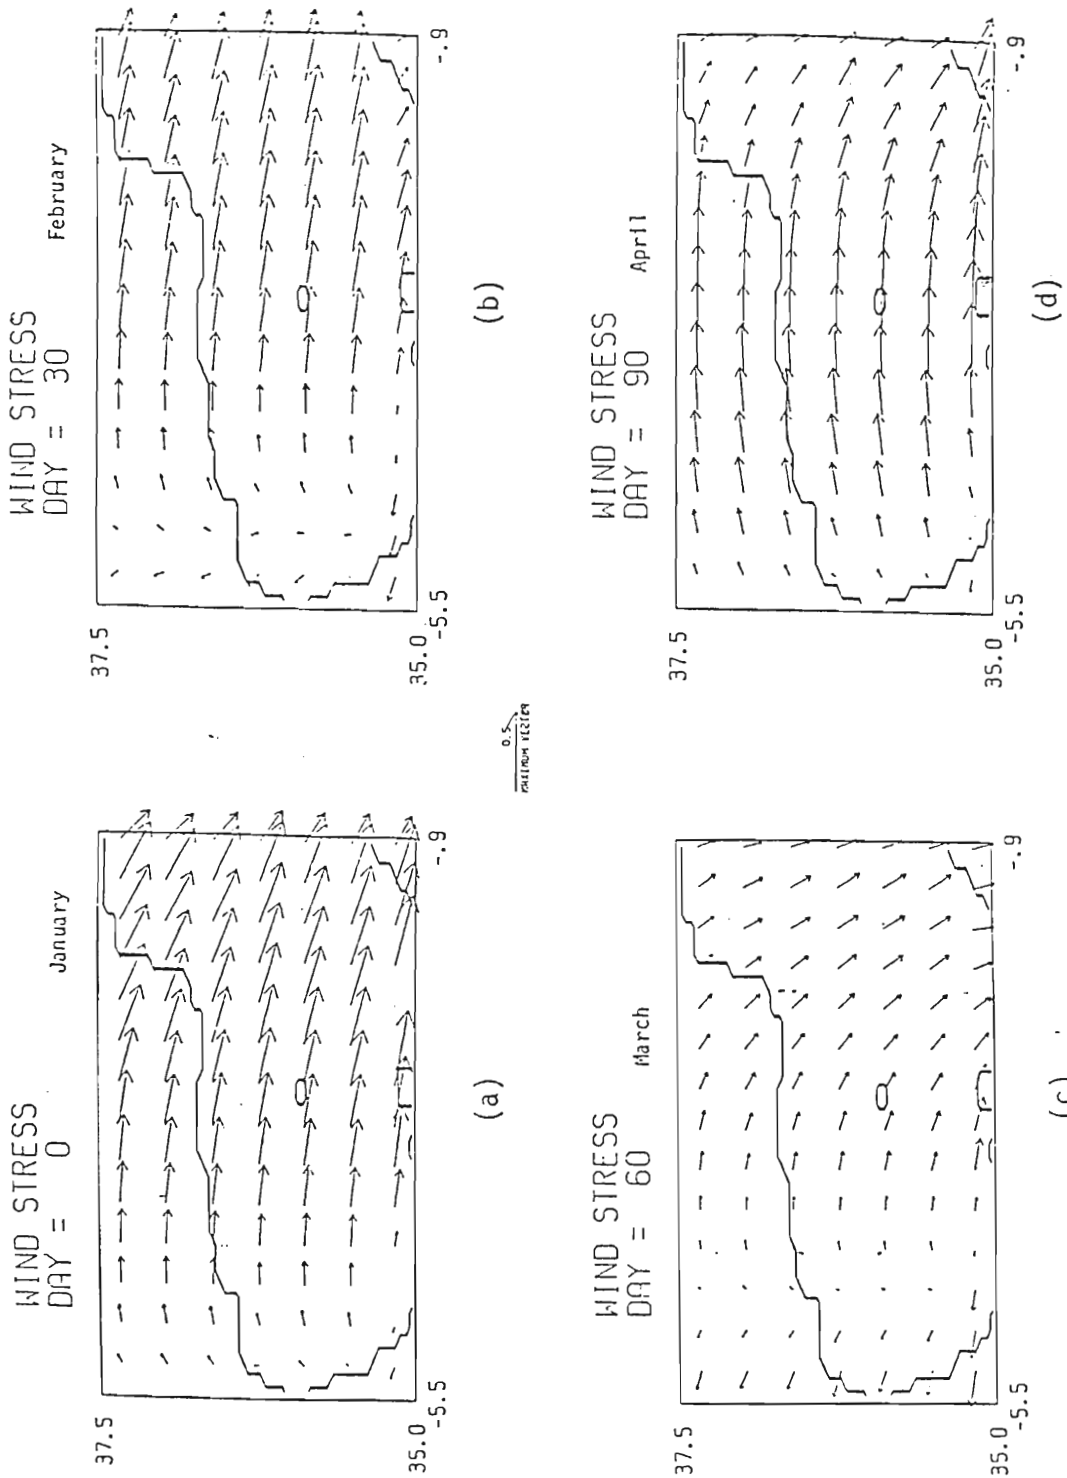 WIND STRESS
DAY = 0
January
37.5
35.0
-5.5
-.9
(a)
WIND STRESS
DAY = 30
February
37.5
35.0
-5.5
-.9
(b)
0.5
MAXIMUM VECTOR
WIND STRESS
DAY = 60
March
37.5
35.0
-5.5
-.9
(c)
WIND STRESS
DAY = 90
April
37.5
35.0
-5.5
-.9
(d)